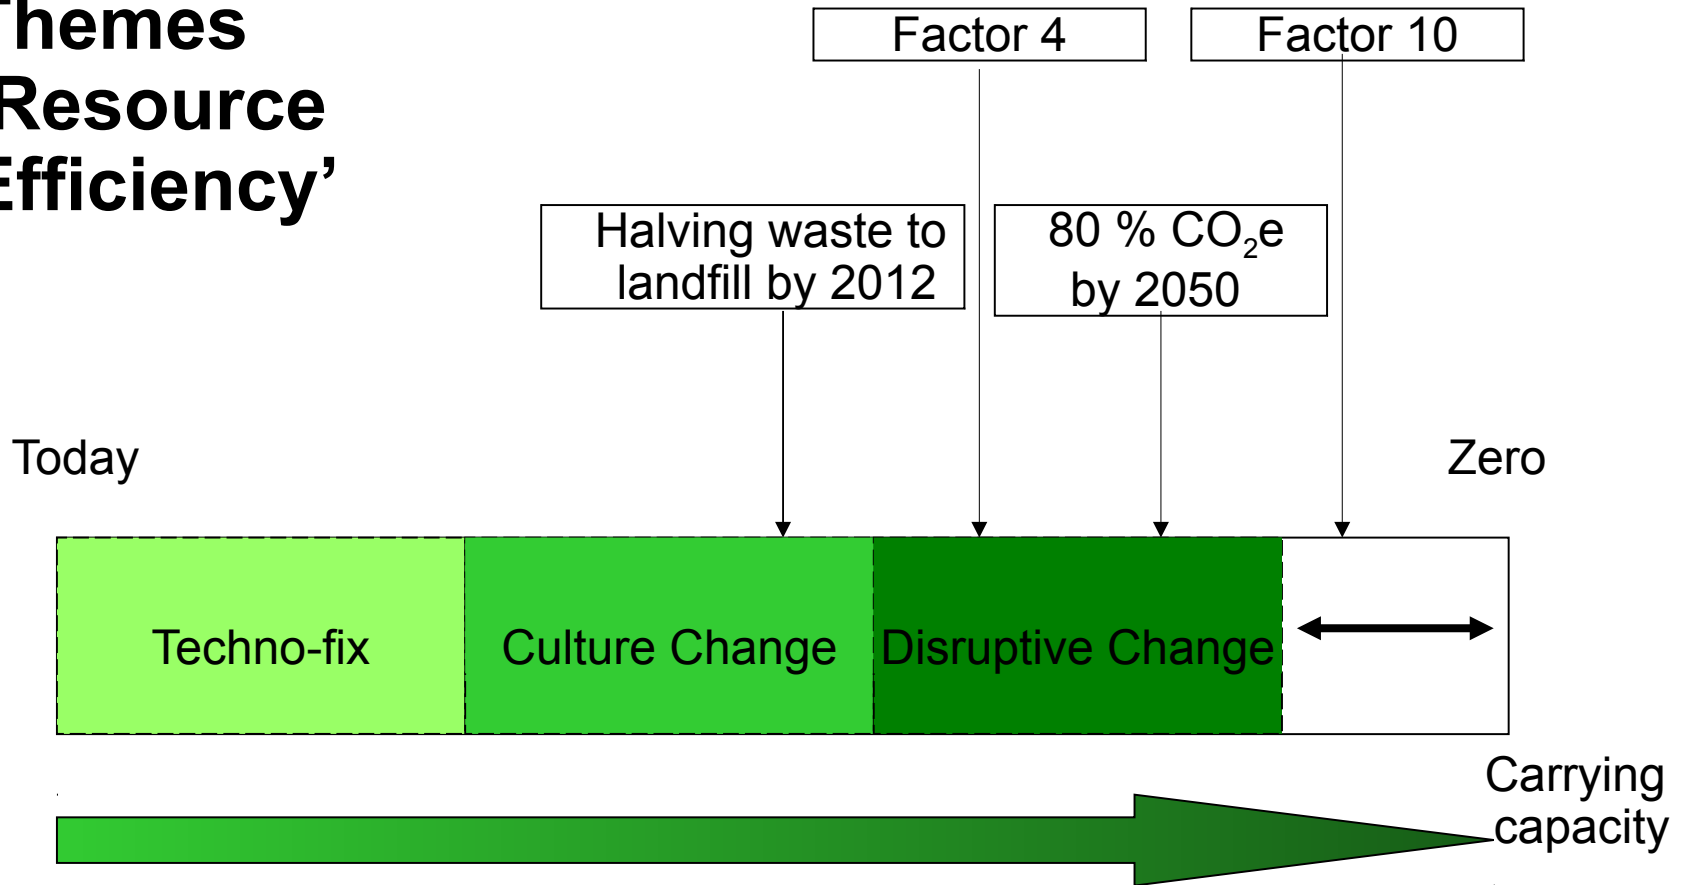 Themes
‘Resource
Efficiency’
Factor 4
Factor 10
Halving waste to
landfill by 2012
80 % CO₂e
by 2050
Today
Zero
Techno-fix
Culture Change
Disruptive Change
Carrying
capacity